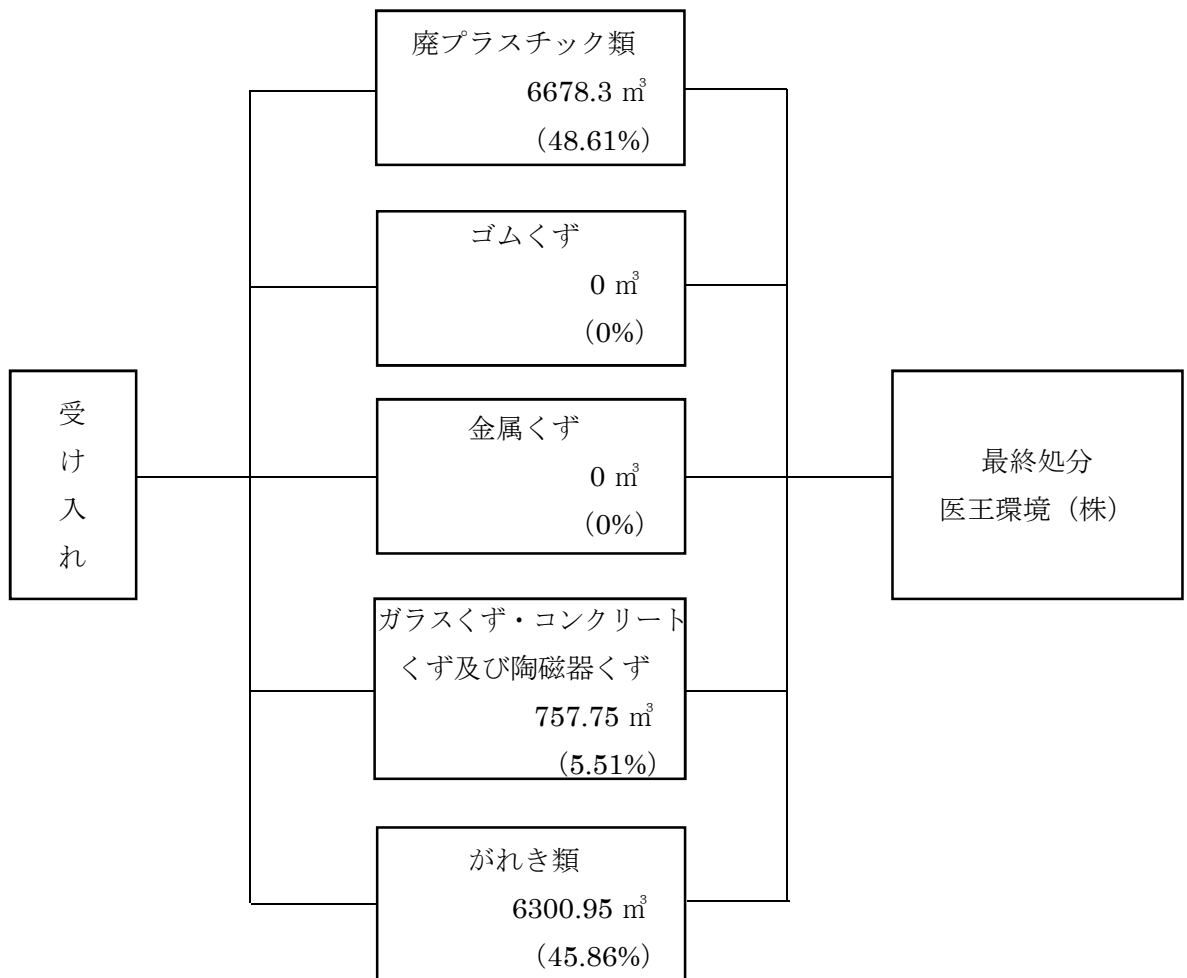 廃プラスチック類
6678.3 ㎥
（48.61%）
ゴムくず
0 ㎥
（0%）
受け入れ
金属くず
0 ㎥
（0%）
最終処分
医王環境（株）
ガラスくず・コンクリート
くず及び陶磁器くず
757.75 ㎥
（5.51%）
がれき類
6300.95 ㎥
（45.86%）